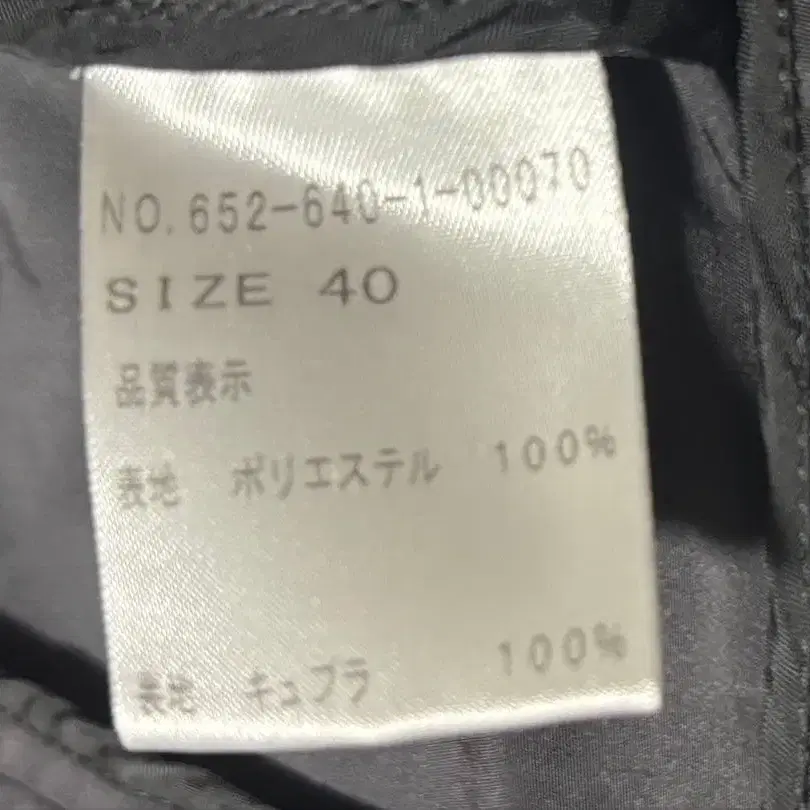 NO.652-640-1-00070
SIZE 40
品質表示
表地 ポリエステル 100%
表地 キュプラ 100%